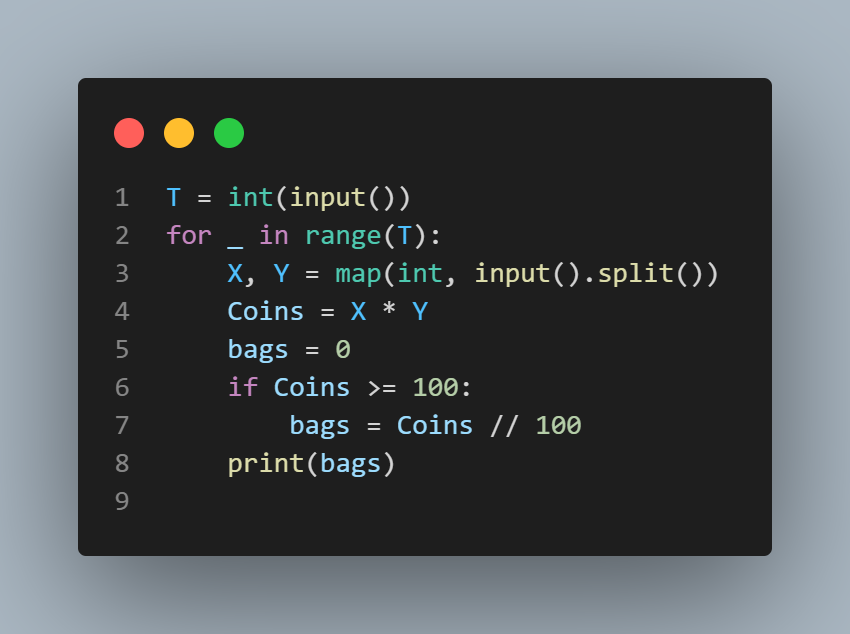 1 T = int(input())
2 for _ in range(T):
3     X, Y = map(int, input().split())
4     Coins = X * Y
5     bags = 0
6     if Coins >= 100:
7         bags = Coins // 100
8     print(bags)
9